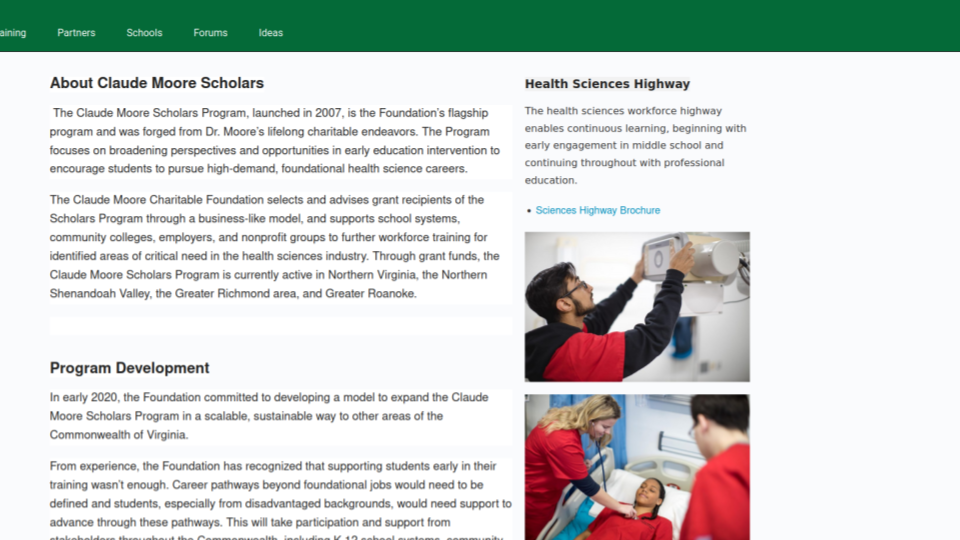 Partners Schools Forums Ideas
About Claude Moore Scholars
The Claude Moore Scholars Program, launched in 2007, is the Foundation's flagship
program and was forged from Dr. Moore's lifelong charitable endeavors. The Program
focuses on broadening perspectives and opportunities in early education intervention to
encourage students to pursue high-demand, foundational health science careers.
The Claude Moore Charitable Foundation selects and advises grant recipients of the
Scholars Program through a business-like model, and supports school systems,
community colleges, employers, and nonprofit groups to further workforce training for
identified areas of critical need in the health sciences industry. Through grant funds, the
Claude Moore Scholars Program is currently active in Northern Virginia, the Northern
Shenandoah Valley, the Greater Richmond area, and Greater Roanoke.
Program Development
In early 2020, the Foundation committed to developing a model to expand the Claude
Moore Scholars Program in a scalable, sustainable way to other areas of the
Commonwealth of Virginia.
From experience, the Foundation has recognized that supporting students early in their
training wasn't enough. Career pathways beyond foundational jobs would need to be
defined and students, especially from disadvantaged backgrounds, would need support to
advance through these pathways. This will take participation and support from
stakeholders throughout the Commonwealth, including K-12 school systems, community
Health Sciences Highway
The health sciences workforce highway
enables continuous learning, beginning with
early engagement in middle school and
continuing throughout with professional
education.
• Sciences Highway Brochure